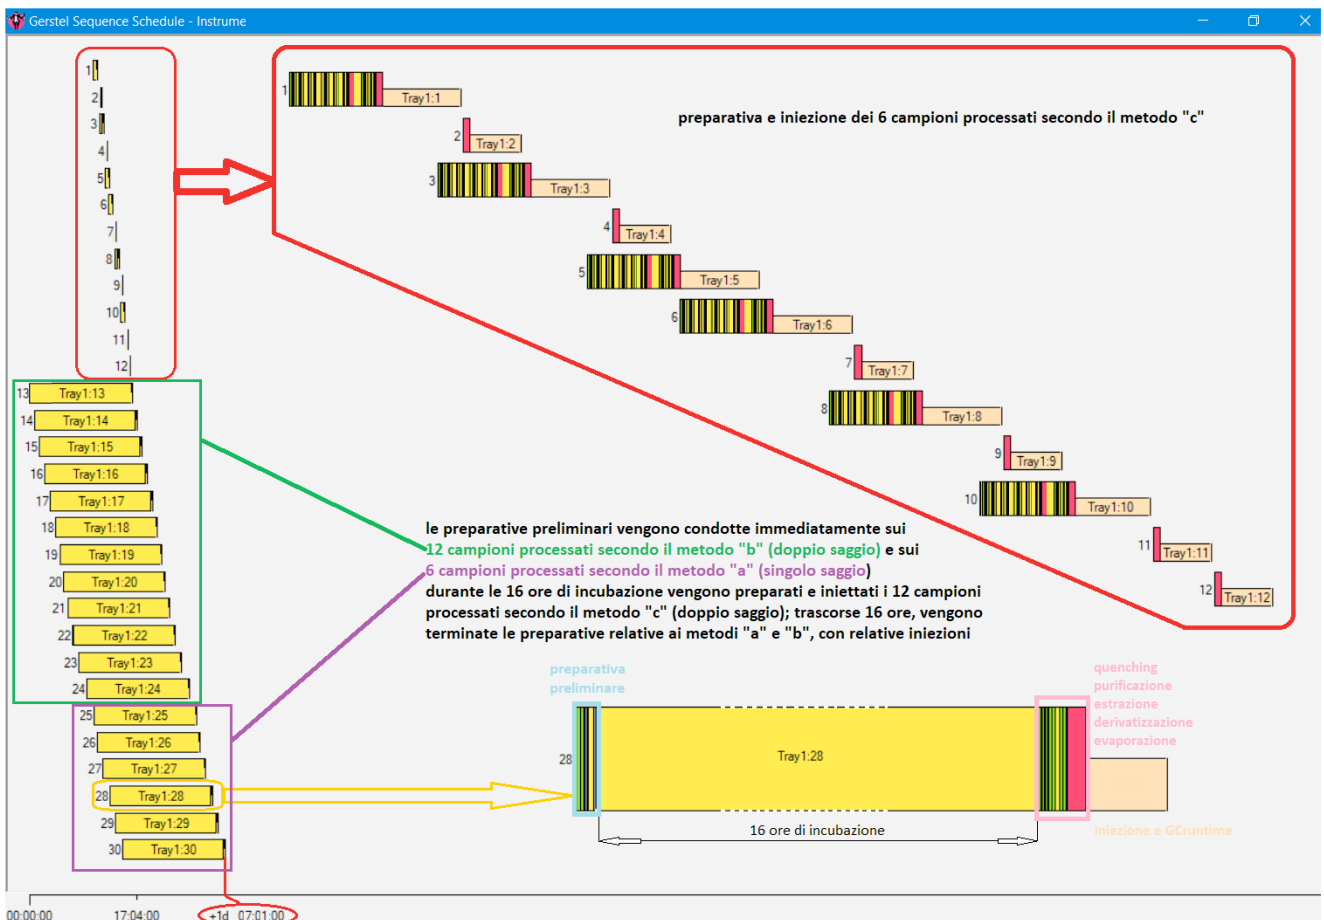 Gerstel Sequence Schedule - Instrume
1
2
3
4
5
6
7
8
9
10
11
12
1 Tray1:1
2 Tray1:2
3 Tray1:3
4 Tray1:4
5 Tray1:5
6 Tray1:6
7 Tray1:7
8 Tray1:8
9 Tray1:9
10 Tray1:10
11 Tray1:11
12 Tray1:12
preparativa e iniezione dei 6 campioni processati secondo il metodo "c"
13 Tray1:13
14 Tray1:14
15 Tray1:15
16 Tray1:16
17 Tray1:17
18 Tray1:18
19 Tray1:19
20 Tray1:20
21 Tray1:21
22 Tray1:22
23 Tray1:23
24 Tray1:24
25 Tray1:25
26 Tray1:26
27 Tray1:27
28 Tray1:28
29 Tray1:29
30 Tray1:30
le preparative preliminari vengono condotte immediatamente sui
12 campioni processati secondo il metodo "b" (doppio saggio) e sui
6 campioni processati secondo il metodo "a" (singolo saggio)
durante le 16 ore di incubazione vengono preparati e iniettati i 12 campioni
processati secondo il metodo "c" (doppio saggio); trascorse 16 ore, vengono
terminate le preparative relative ai metodi "a" e "b", con relative iniezioni
preparativa
preliminare
quenching
purificazione
estrazione
derivatizzazione
evaporazione
28 Tray1:28
16 ore di incubazione
iniezione e GCruntime
00:00:00 17:04:00 +1d 07:01:00